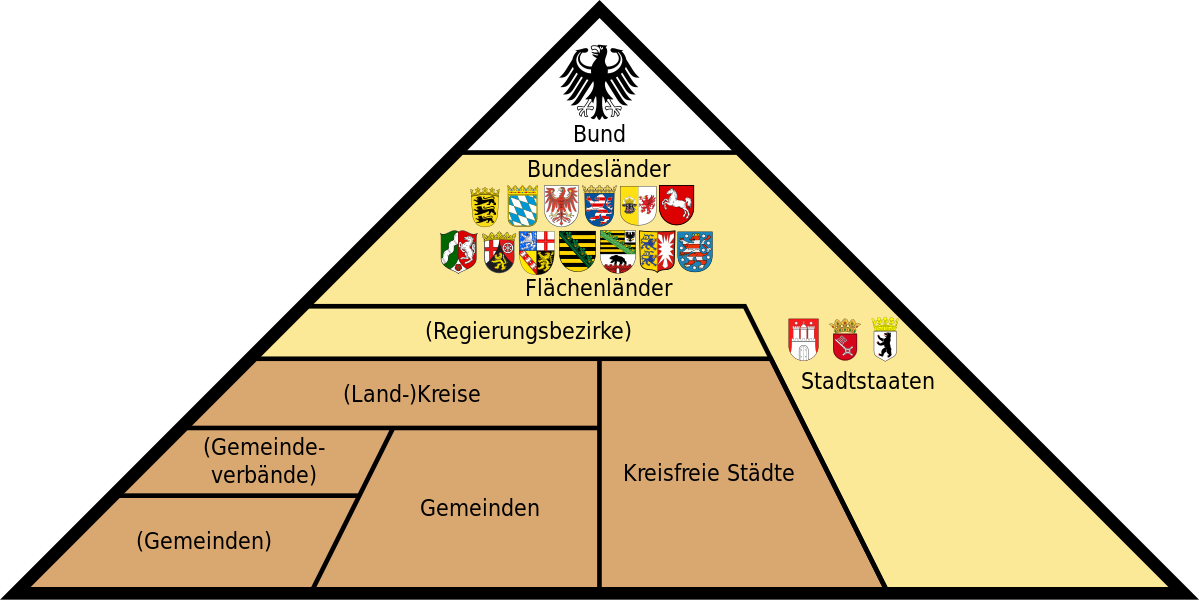 Bund
Bundesländer
Flächenländer
(Regierungsbezirke)
Stadtstaaten
(Land-)Kreise
(Gemeinde-
verbände)
Kreisfreie Städte
Gemeinden
(Gemeinden)